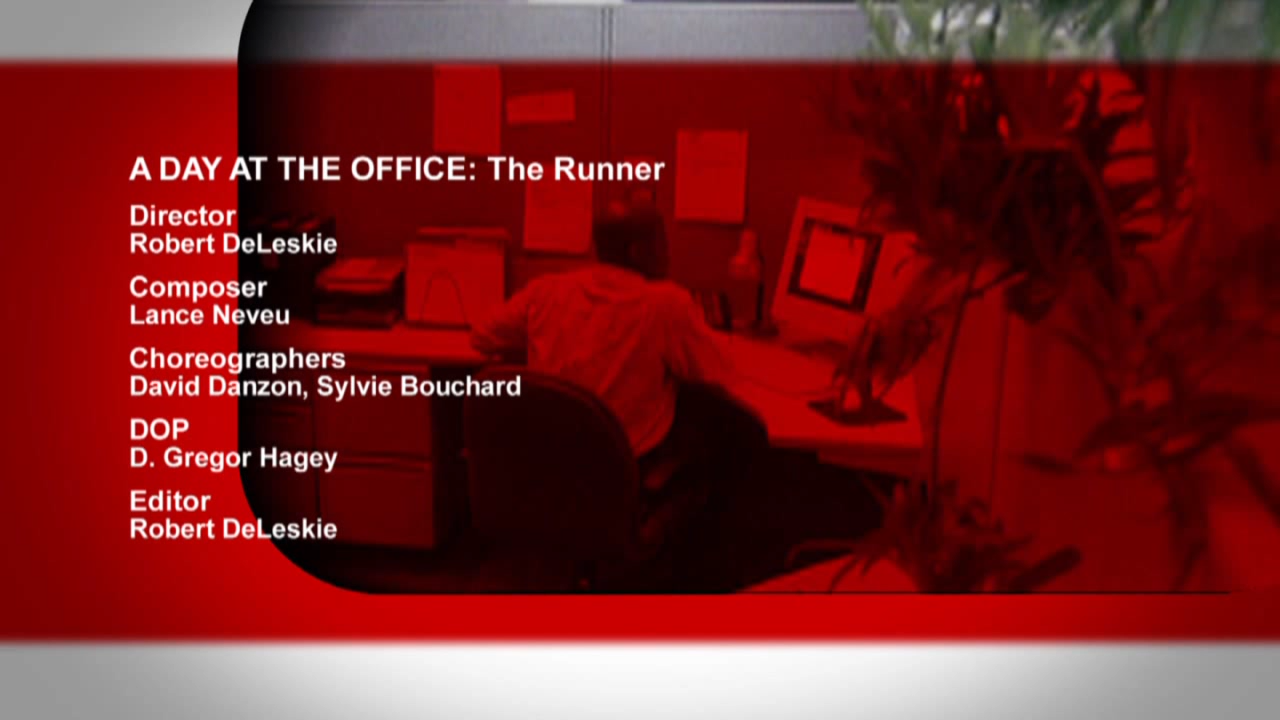 A DAY AT THE OFFICE: The Runner
Director
Robert DeLeskie
Composer
Lance Neveu
Choreographers
David Danzon, Sylvie Bouchard
DOP
D. Gregor Hagey
Editor
Robert DeLeskie